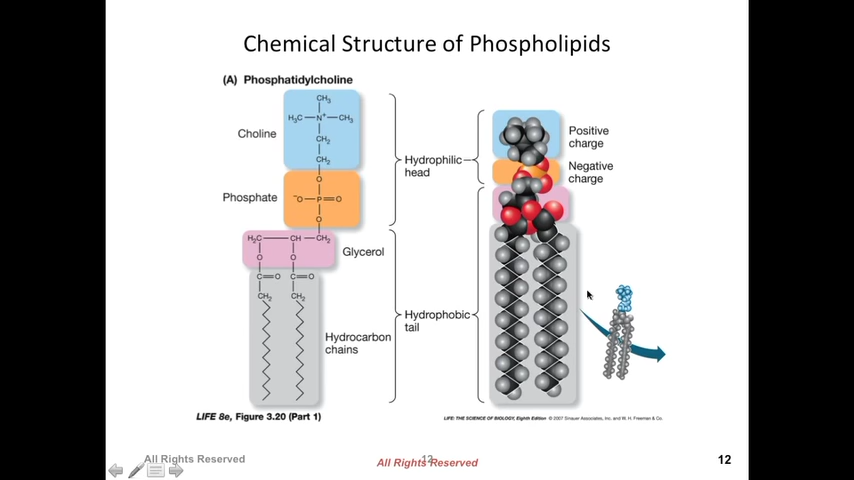 Chemical Structure of Phospholipids
(A) Phosphatidylcholine
CH₃
H₃C — N⁺ — CH₃
Choline
CH₂
CH₂
O
Phosphate
⁻O — P = O
O
H₂C — CH — CH₂
Glycerol
O O
C = O C = O
CH₂ CH₂
Hydrocarbon
chains
Hydrophilic
head
Hydrophobic
tail
Positive
charge
Negative
charge
LIFE 8e, Figure 3.20 (Part 1)
LIFE: THE SCIENCE OF BIOLOGY, Eighth Edition © 2007 Sinauer Associates, Inc. and W. H. Freeman & Co.
All Rights Reserved
12
All Rights Reserved
12